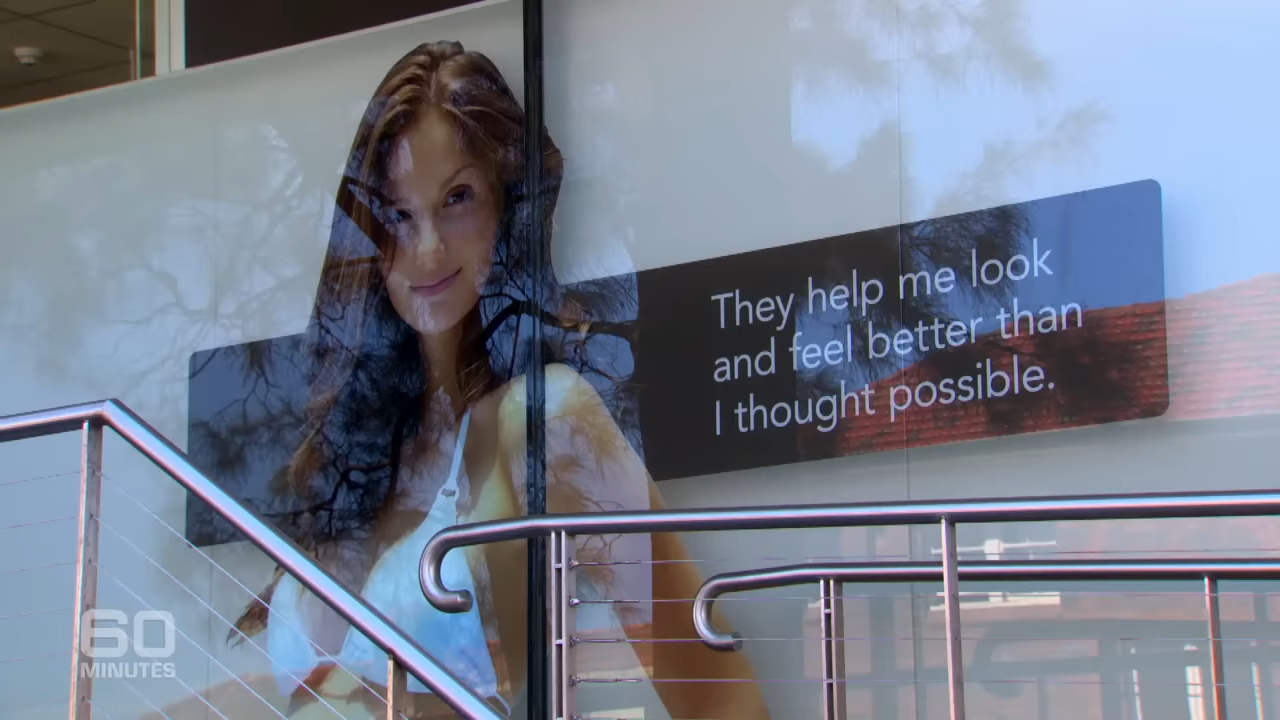 They help me look
and feel better than
I thought possible.
60
MINUTES